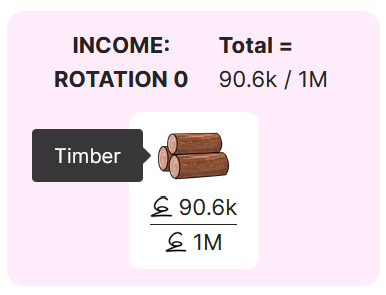 INCOME:
ROTATION 0
Total =
90.6k / 1M
Timber
90.6k
1M